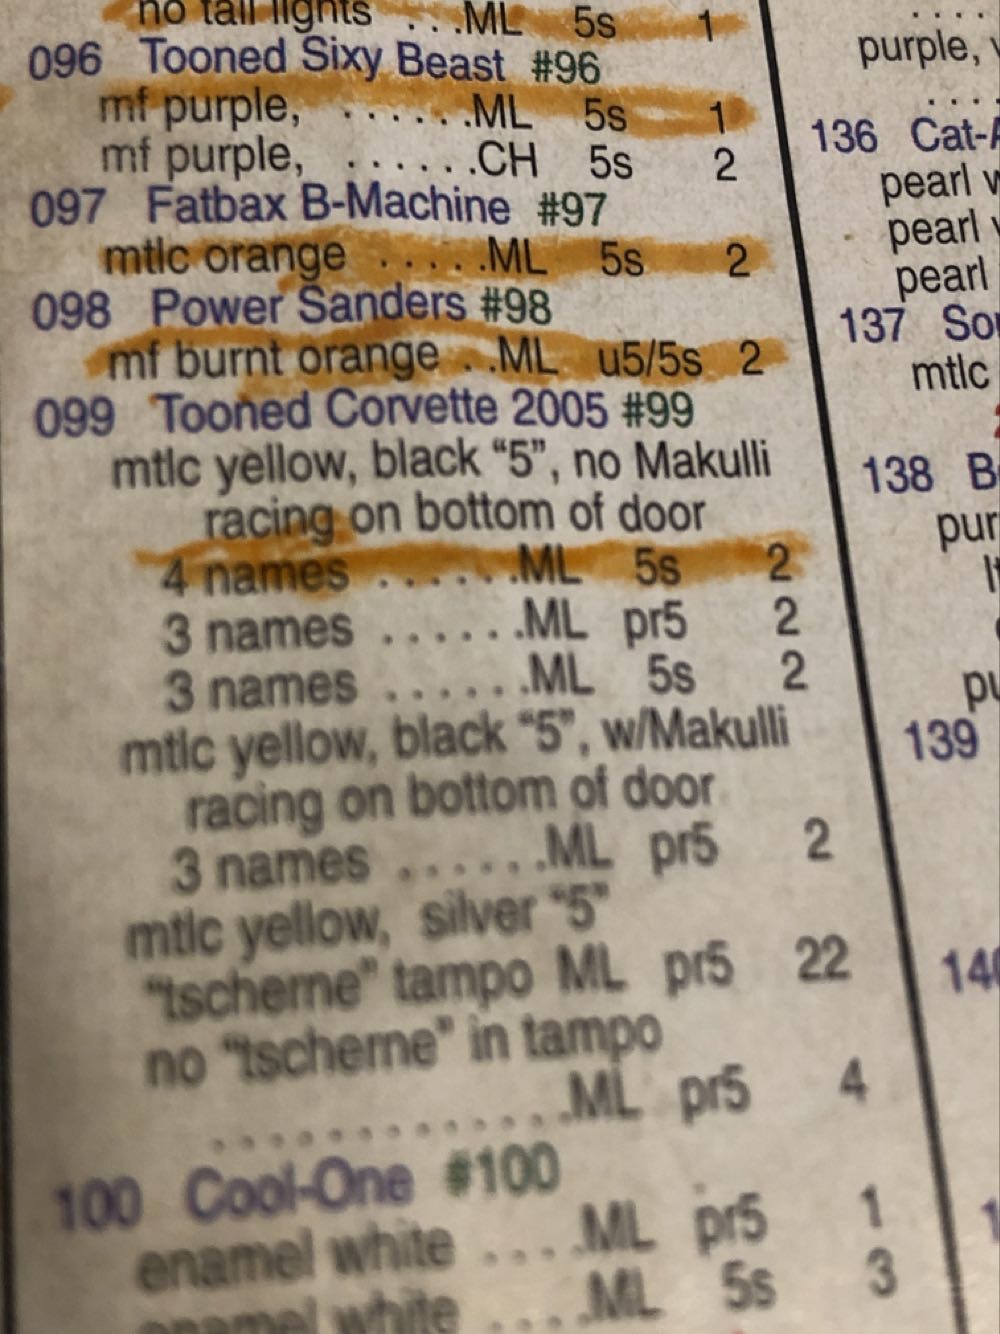 no tail lights . . .ML 5s 1
096 Tooned Sixy Beast #96
mf purple, . . . . . .ML 5s 1
mf purple, . . . . . .CH 5s 2
097 Fatbax B-Machine #97
mtlc orange . . . . .ML 5s 2
098 Power Sanders #98
mf burnt orange . .ML u5/5s 2
099 Tooned Corvette 2005 #99
mtlc yellow, black “5”, no Makulli
racing on bottom of door
4 names . . . . . .ML 5s 2
3 names . . . . . .ML pr5 2
3 names . . . . . .ML 5s 2
mtlc yellow, black “5”, w/Makulli
racing on bottom of door
3 names . . . . . .ML pr5 2
mtlc yellow, silver “5”
“tscherne” tampo ML pr5 22
no “tscherne” in tampo
. . . . . . . . . . . . . .ML pr5 4
100 Cool-One #100
enamel white . . . .ML pr5 1
enamel white . . . .ML 5s 3
. . . .
purple,
. . . .
136 Cat-
pearl
pearl
pearl
137
mtlc
138
139